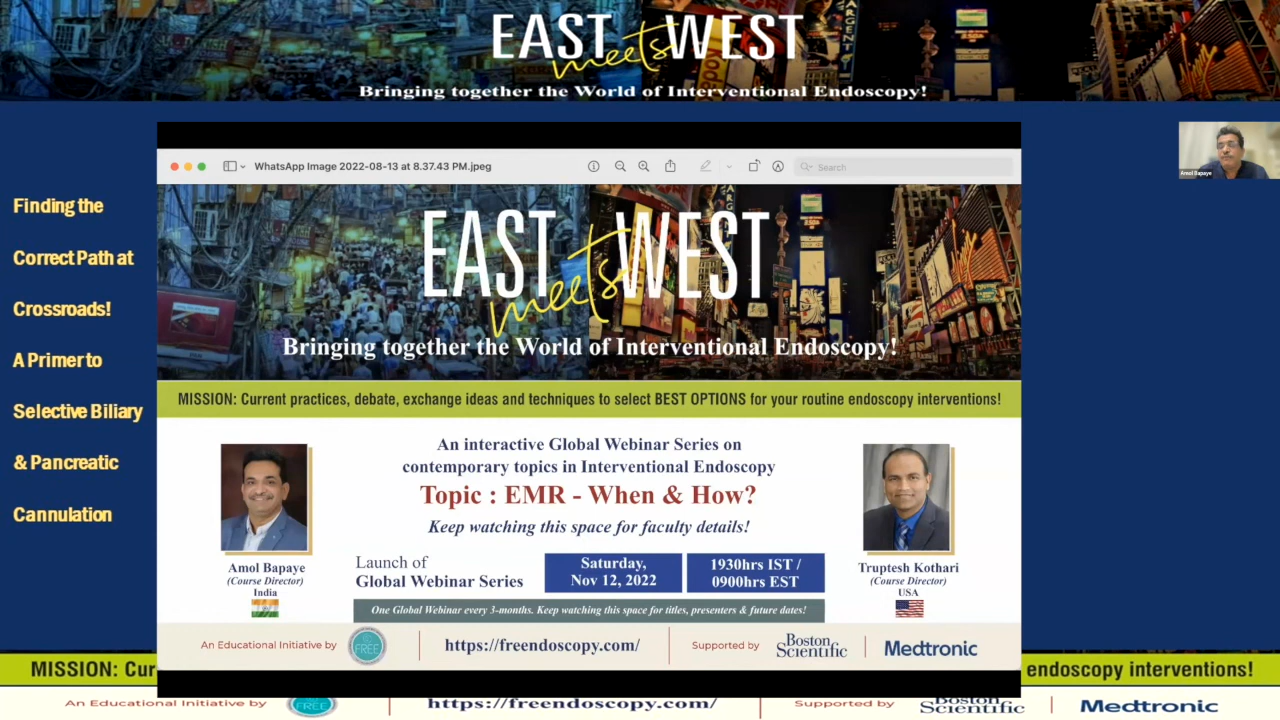 EAST meets WEST
Bringing together the World of Interventional Endoscopy!
Amol Bapaye
Finding the
Correct Path at
Crossroads!
A Primer to
Selective Biliary
& Pancreatic
Cannulation
WhatsApp Image 2022-08-13 at 8.37.43 PM.jpeg
Search
EAST meets WEST
Bringing together the World of Interventional Endoscopy!
MISSION: Current practices, debate, exchange ideas and techniques to select BEST OPTIONS for your routine endoscopy interventions!
An interactive Global Webinar Series on
contemporary topics in Interventional Endoscopy
Topic : EMR - When & How?
Keep watching this space for faculty details!
Amol Bapaye
(Course Director)
India
Launch of
Global Webinar Series
Saturday,
Nov 12, 2022
1930hrs IST /
0900hrs EST
Truptesh Kothari
(Course Director)
USA
One Global Webinar every 3-months. Keep watching this space for titles, presenters & future dates!
An Educational Initiative by
FREE
https://freendoscopy.com/
Supported by
Boston
Scientific
Medtronic
MISSION: Cur
endoscopy interventions!
An Educational Initiative by
FREE
https://freendoscopy.com/
Supported by
Boston
Scientific
Medtronic